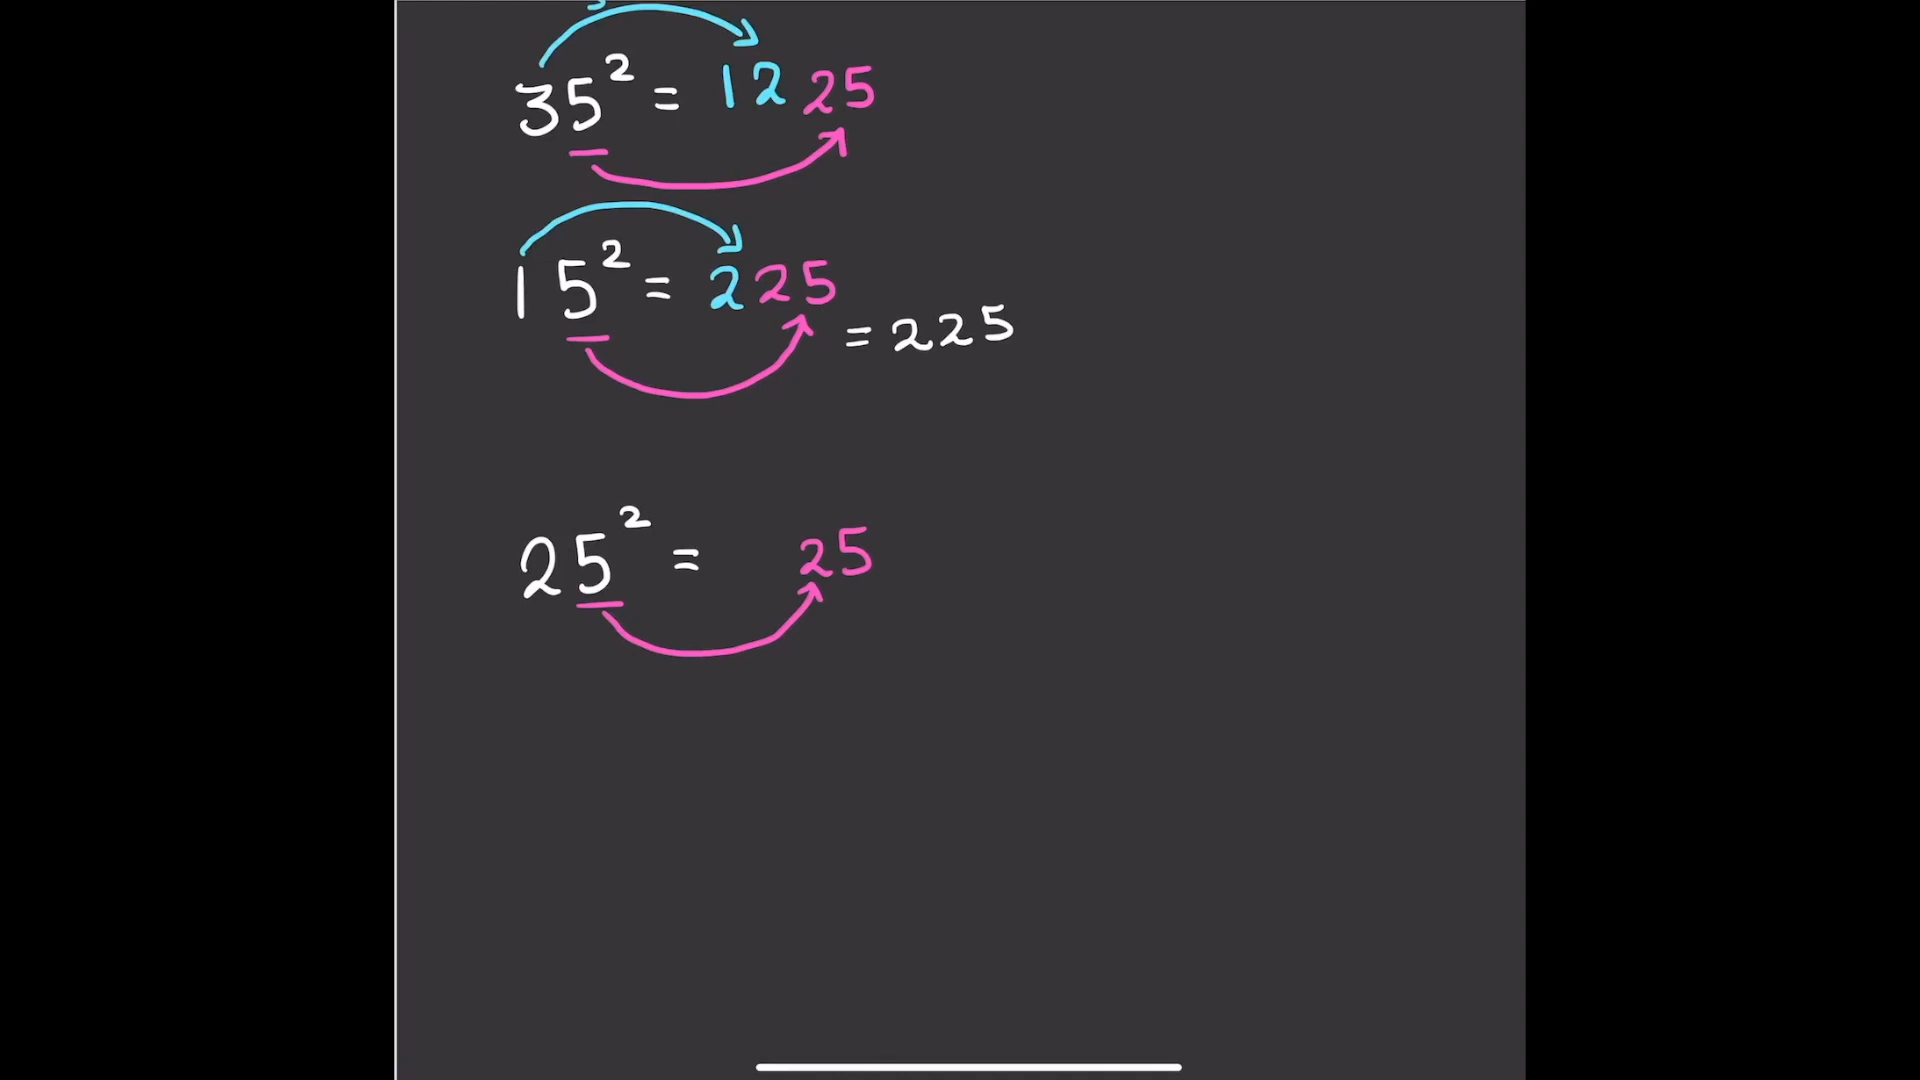 35² = 1225
15² = 225
= 225
25² = 25